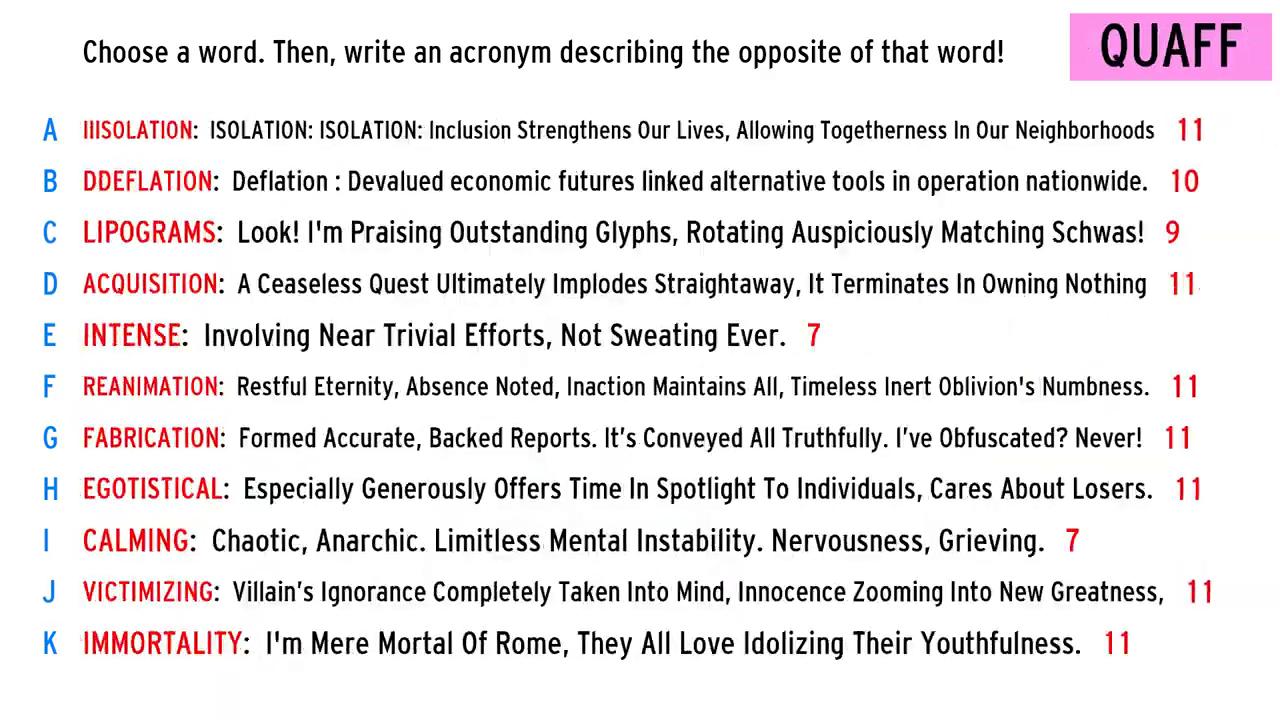 Choose a word. Then, write an acronym describing the opposite of that word!
QUAFF
A IIISOLATION: ISOLATION: ISOLATION: Inclusion Strengthens Our Lives, Allowing Togetherness In Our Neighborhoods 11
B DDEFLATION: Deflation : Devalued economic futures linked alternative tools in operation nationwide. 10
C LIPOGRAMS: Look! I'm Praising Outstanding Glyphs, Rotating Auspiciously Matching Schwas! 9
D ACQUISITION: A Ceaseless Quest Ultimately Implodes Straightaway, It Terminates In Owning Nothing 11
E INTENSE: Involving Near Trivial Efforts, Not Sweating Ever. 7
F REANIMATION: Restful Eternity, Absence Noted, Inaction Maintains All, Timeless Inert Oblivion's Numbness. 11
G FABRICATION: Formed Accurate, Backed Reports. It’s Conveyed All Truthfully. I’ve Obfuscated? Never! 11
H EGOTISTICAL: Especially Generously Offers Time In Spotlight To Individuals, Cares About Losers. 11
I CALMING: Chaotic, Anarchic. Limitless Mental Instability. Nervousness, Grieving. 7
J VICTIMIZING: Villain’s Ignorance Completely Taken Into Mind, Innocence Zooming Into New Greatness, 11
K IMMORTALITY: I'm Mere Mortal Of Rome, They All Love Idolizing Their Youthfulness. 11